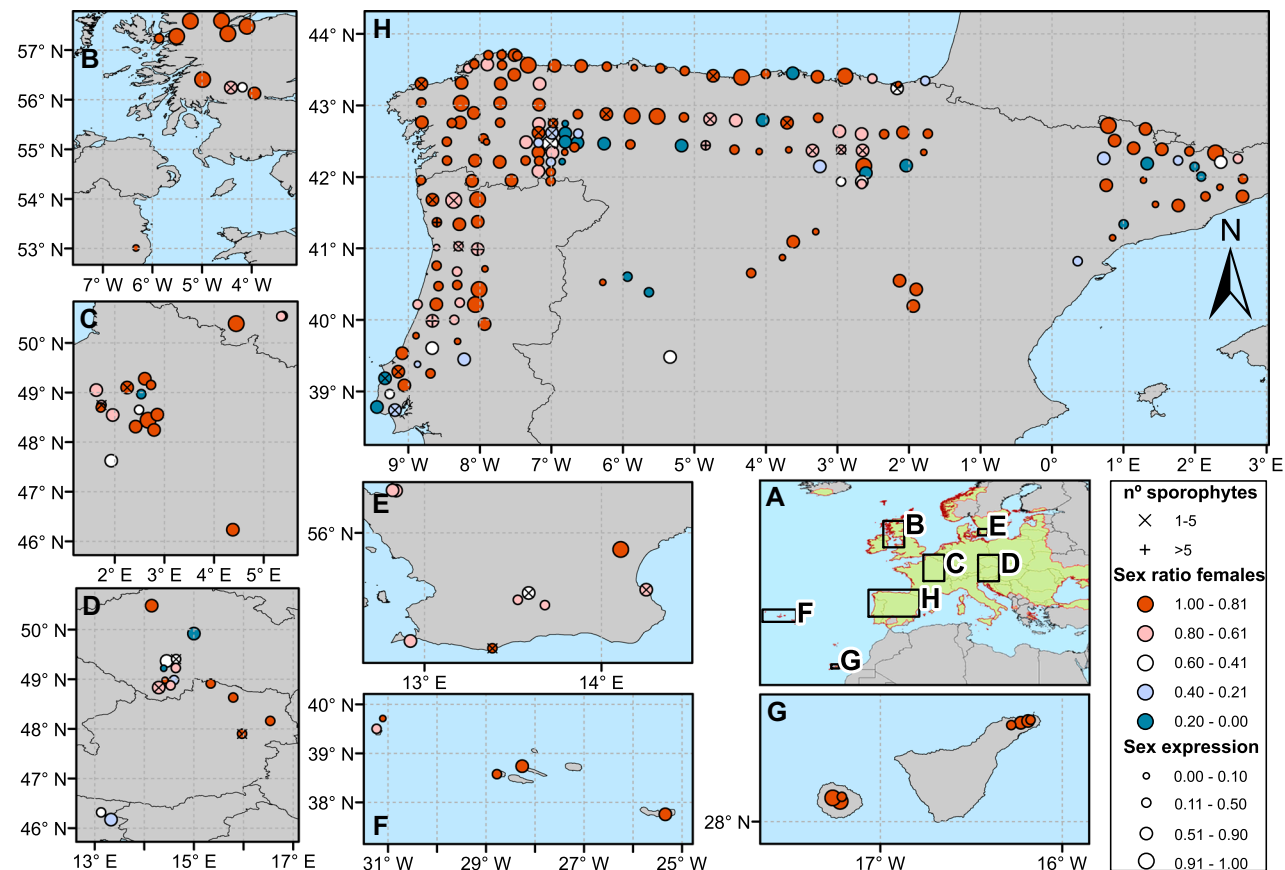 B
57° N
56° N
55° N
54° N
53° N
7° W
6° W
5° W
4° W
C
50° N
49° N
48° N
47° N
46° N
2° E
3° E
4° E
5° E
D
50° N
49° N
48° N
47° N
46° N
13° E
15° E
17° E
H
44° N
43° N
42° N
41° N
40° N
39° N
9° W
8° W
7° W
6° W
5° W
4° W
3° W
2° W
1° W
0°
1° E
2° E
3° E
N
E
56° N
13° E
14° E
F
40° N
39° N
38° N
31° W
29° W
27° W
25° W
A
B
E
C
D
H
F
G
G
28° N
17° W
16° W
nº sporophytes
1-5
>5
Sex ratio females
1.00 - 0.81
0.80 - 0.61
0.60 - 0.41
0.40 - 0.21
0.20 - 0.00
Sex expression
0.00 - 0.10
0.11 - 0.50
0.51 - 0.90
0.91 - 1.00